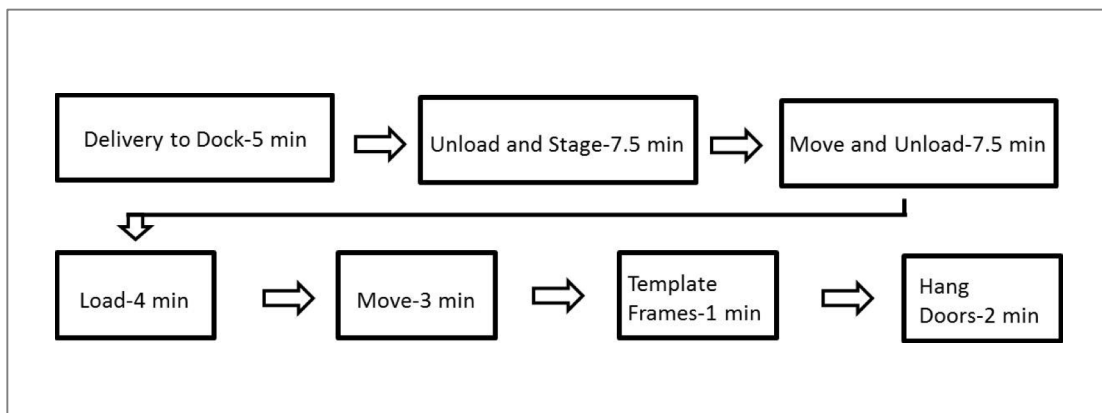 Delivery to Dock-5 min
Unload and Stage-7.5 min
Move and Unload-7.5 min
Load-4 min
Move-3 min
Template
Frames-1 min
Hang
Doors-2 min